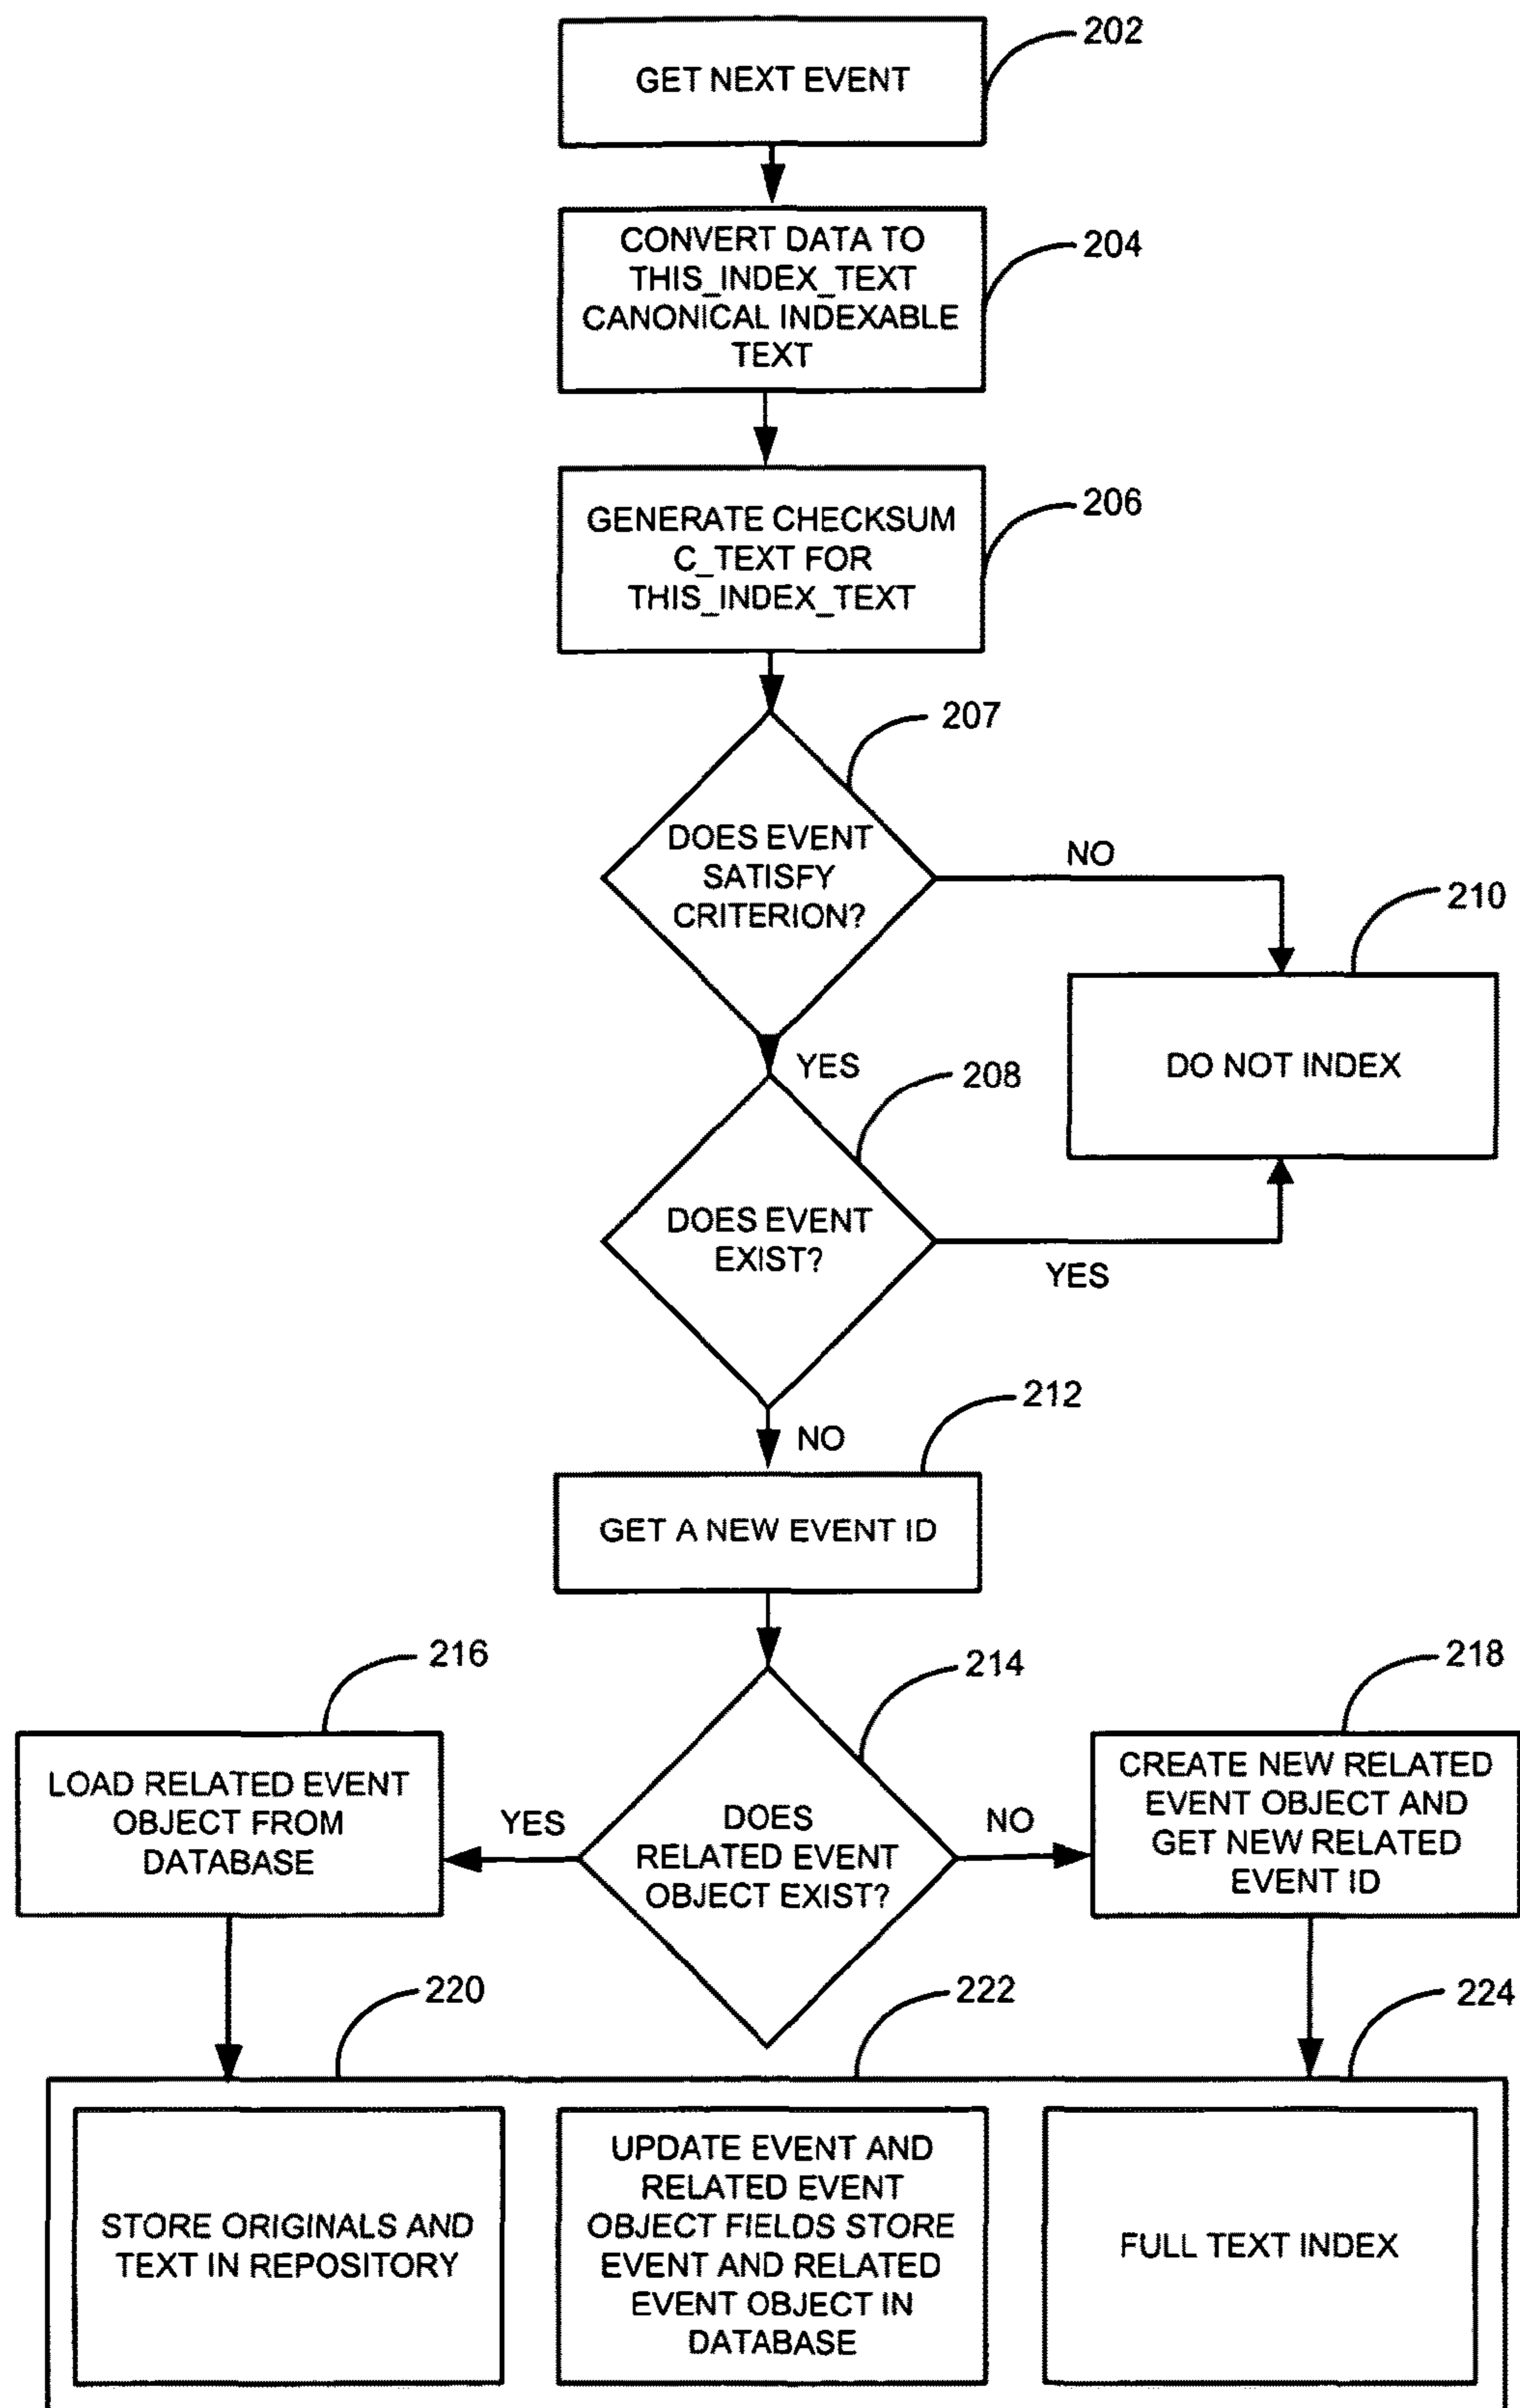 202
GET NEXT EVENT
CONVERT DATA TO
THIS_INDEX_TEXT
CANONICAL INDEXABLE
TEXT
204
GENERATE CHECKSUM
C_TEXT FOR
THIS_INDEX_TEXT
206
207
DOES EVENT
SATISFY
CRITERION?
NO
210
DO NOT INDEX
YES
208
DOES EVENT
EXIST?
YES
212
NO
GET A NEW EVENT ID
216
214
218
LOAD RELATED EVENT
OBJECT FROM
DATABASE
YES
DOES
RELATED EVENT
OBJECT EXIST?
NO
CREATE NEW RELATED
EVENT OBJECT AND
GET NEW RELATED
EVENT ID
220
222
224
STORE ORIGINALS AND
TEXT IN REPOSITORY
UPDATE EVENT AND
RELATED EVENT
OBJECT FIELDS STORE
EVENT AND RELATED
EVENT OBJECT IN
DATABASE
FULL TEXT INDEX